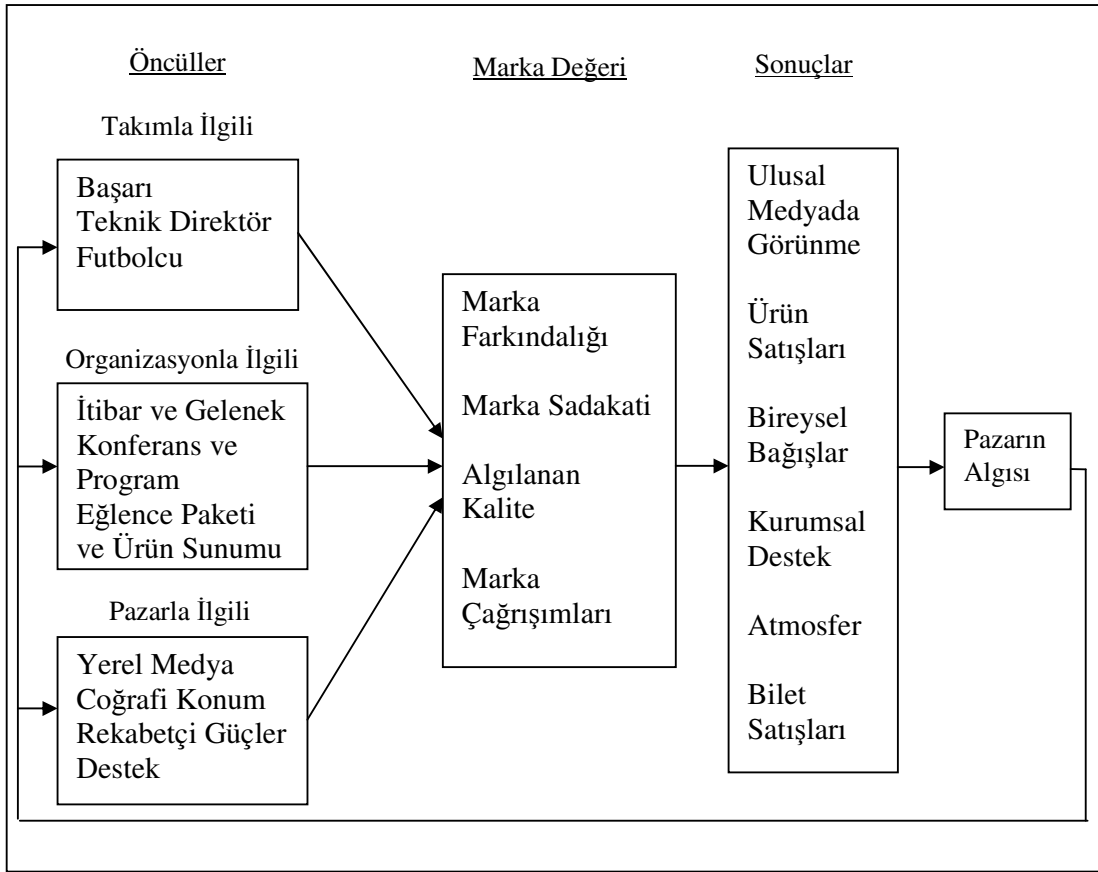 Öncüller
Takımla İlgili
Başarı
Teknik Direktör
Futbolcu
Organizasyonla İlgili
İtibar ve Gelenek
Konferans ve
Program
Eğlence Paketi
ve Ürün Sunumu
Pazarla İlgili
Yerel Medya
Coğrafi Konum
Rekabetçi Güçler
Destek
Marka Değeri
Marka
Farkındalığı
Marka Sadakati
Algılanan
Kalite
Marka
Çağrışımları
Sonuçlar
Ulusal
Medyada
Görünme
Ürün
Satışları
Bireysel
Bağışlar
Kurumsal
Destek
Atmosfer
Bilet
Satışları
Pazarın
Algısı